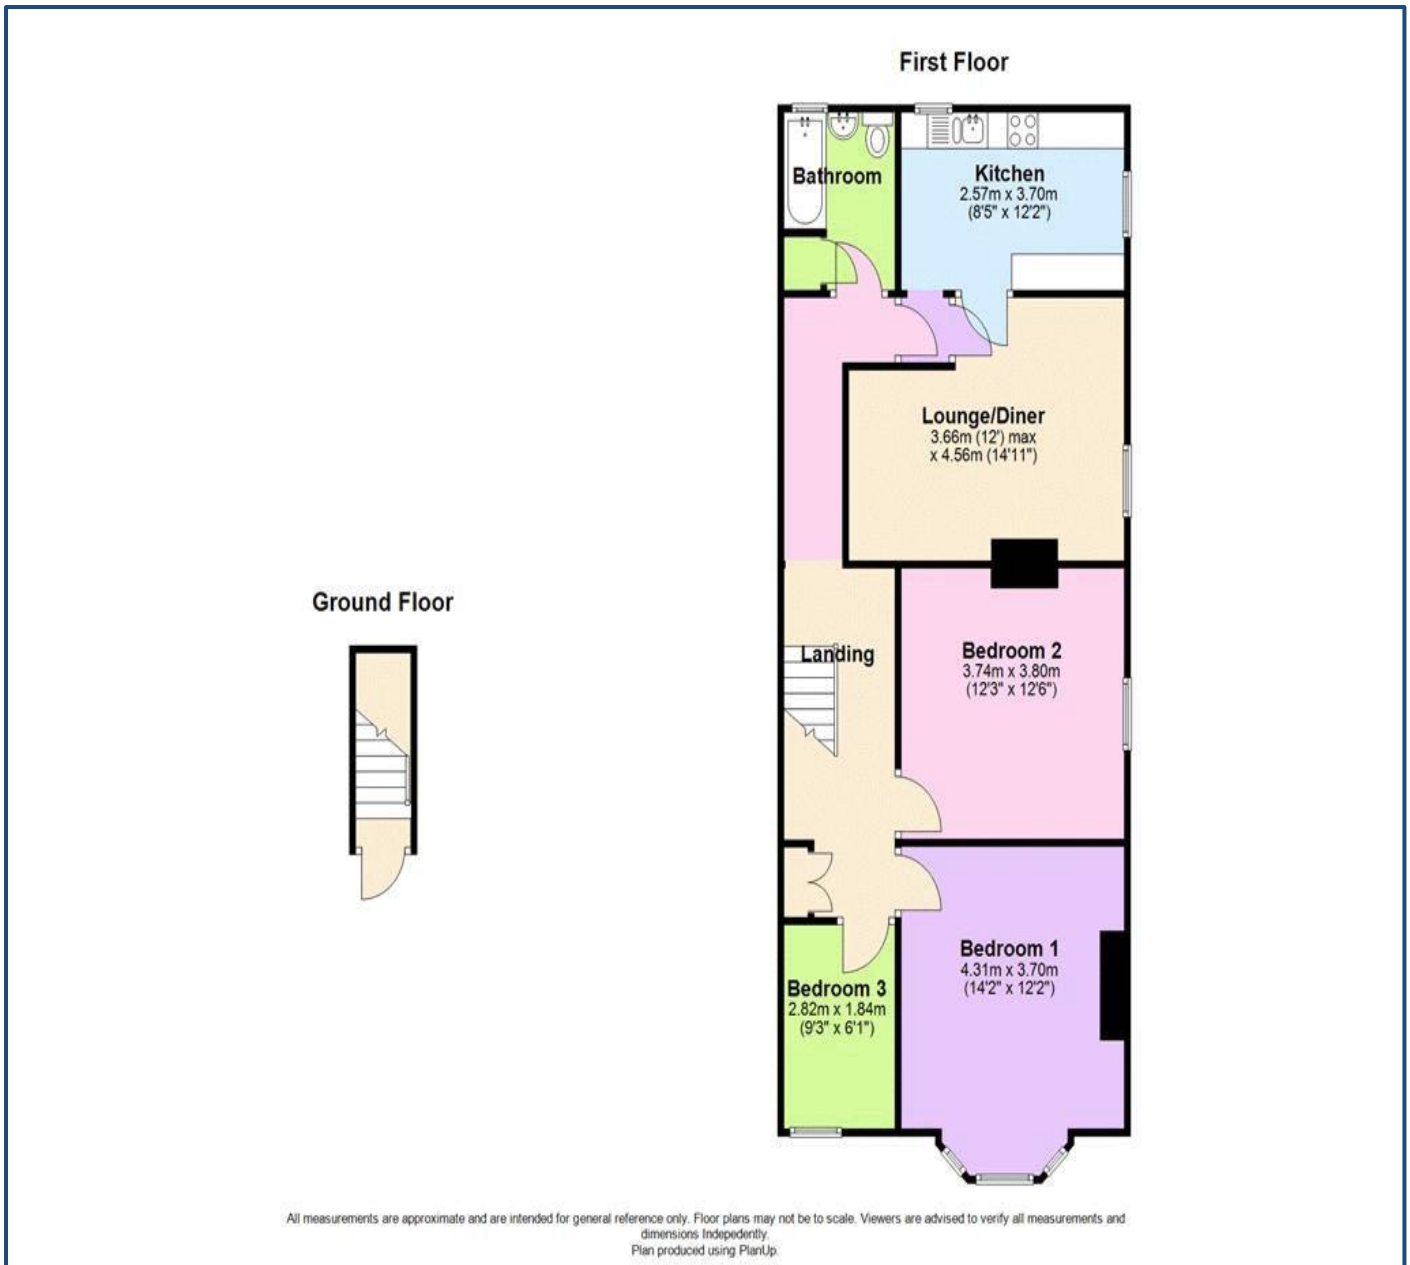 First Floor
Bathroom
Kitchen
2.57m x 3.70m
(8'5" x 12'2")
Lounge/Diner
3.66m (12') max
x 4.56m (14'11")
Ground Floor
Landing
Bedroom 2
3.74m x 3.80m
(12'3" x 12'6")
Bedroom 1
4.31m x 3.70m
(14'2" x 12'2")
Bedroom 3
2.82m x 1.84m
(9'3" x 6'1")
All measurements are approximate and are intended for general reference only. Floor plans may not be to scale. Viewers are advised to verify all measurements and
dimensions Indepedently.
Plan produced using PlanUp.